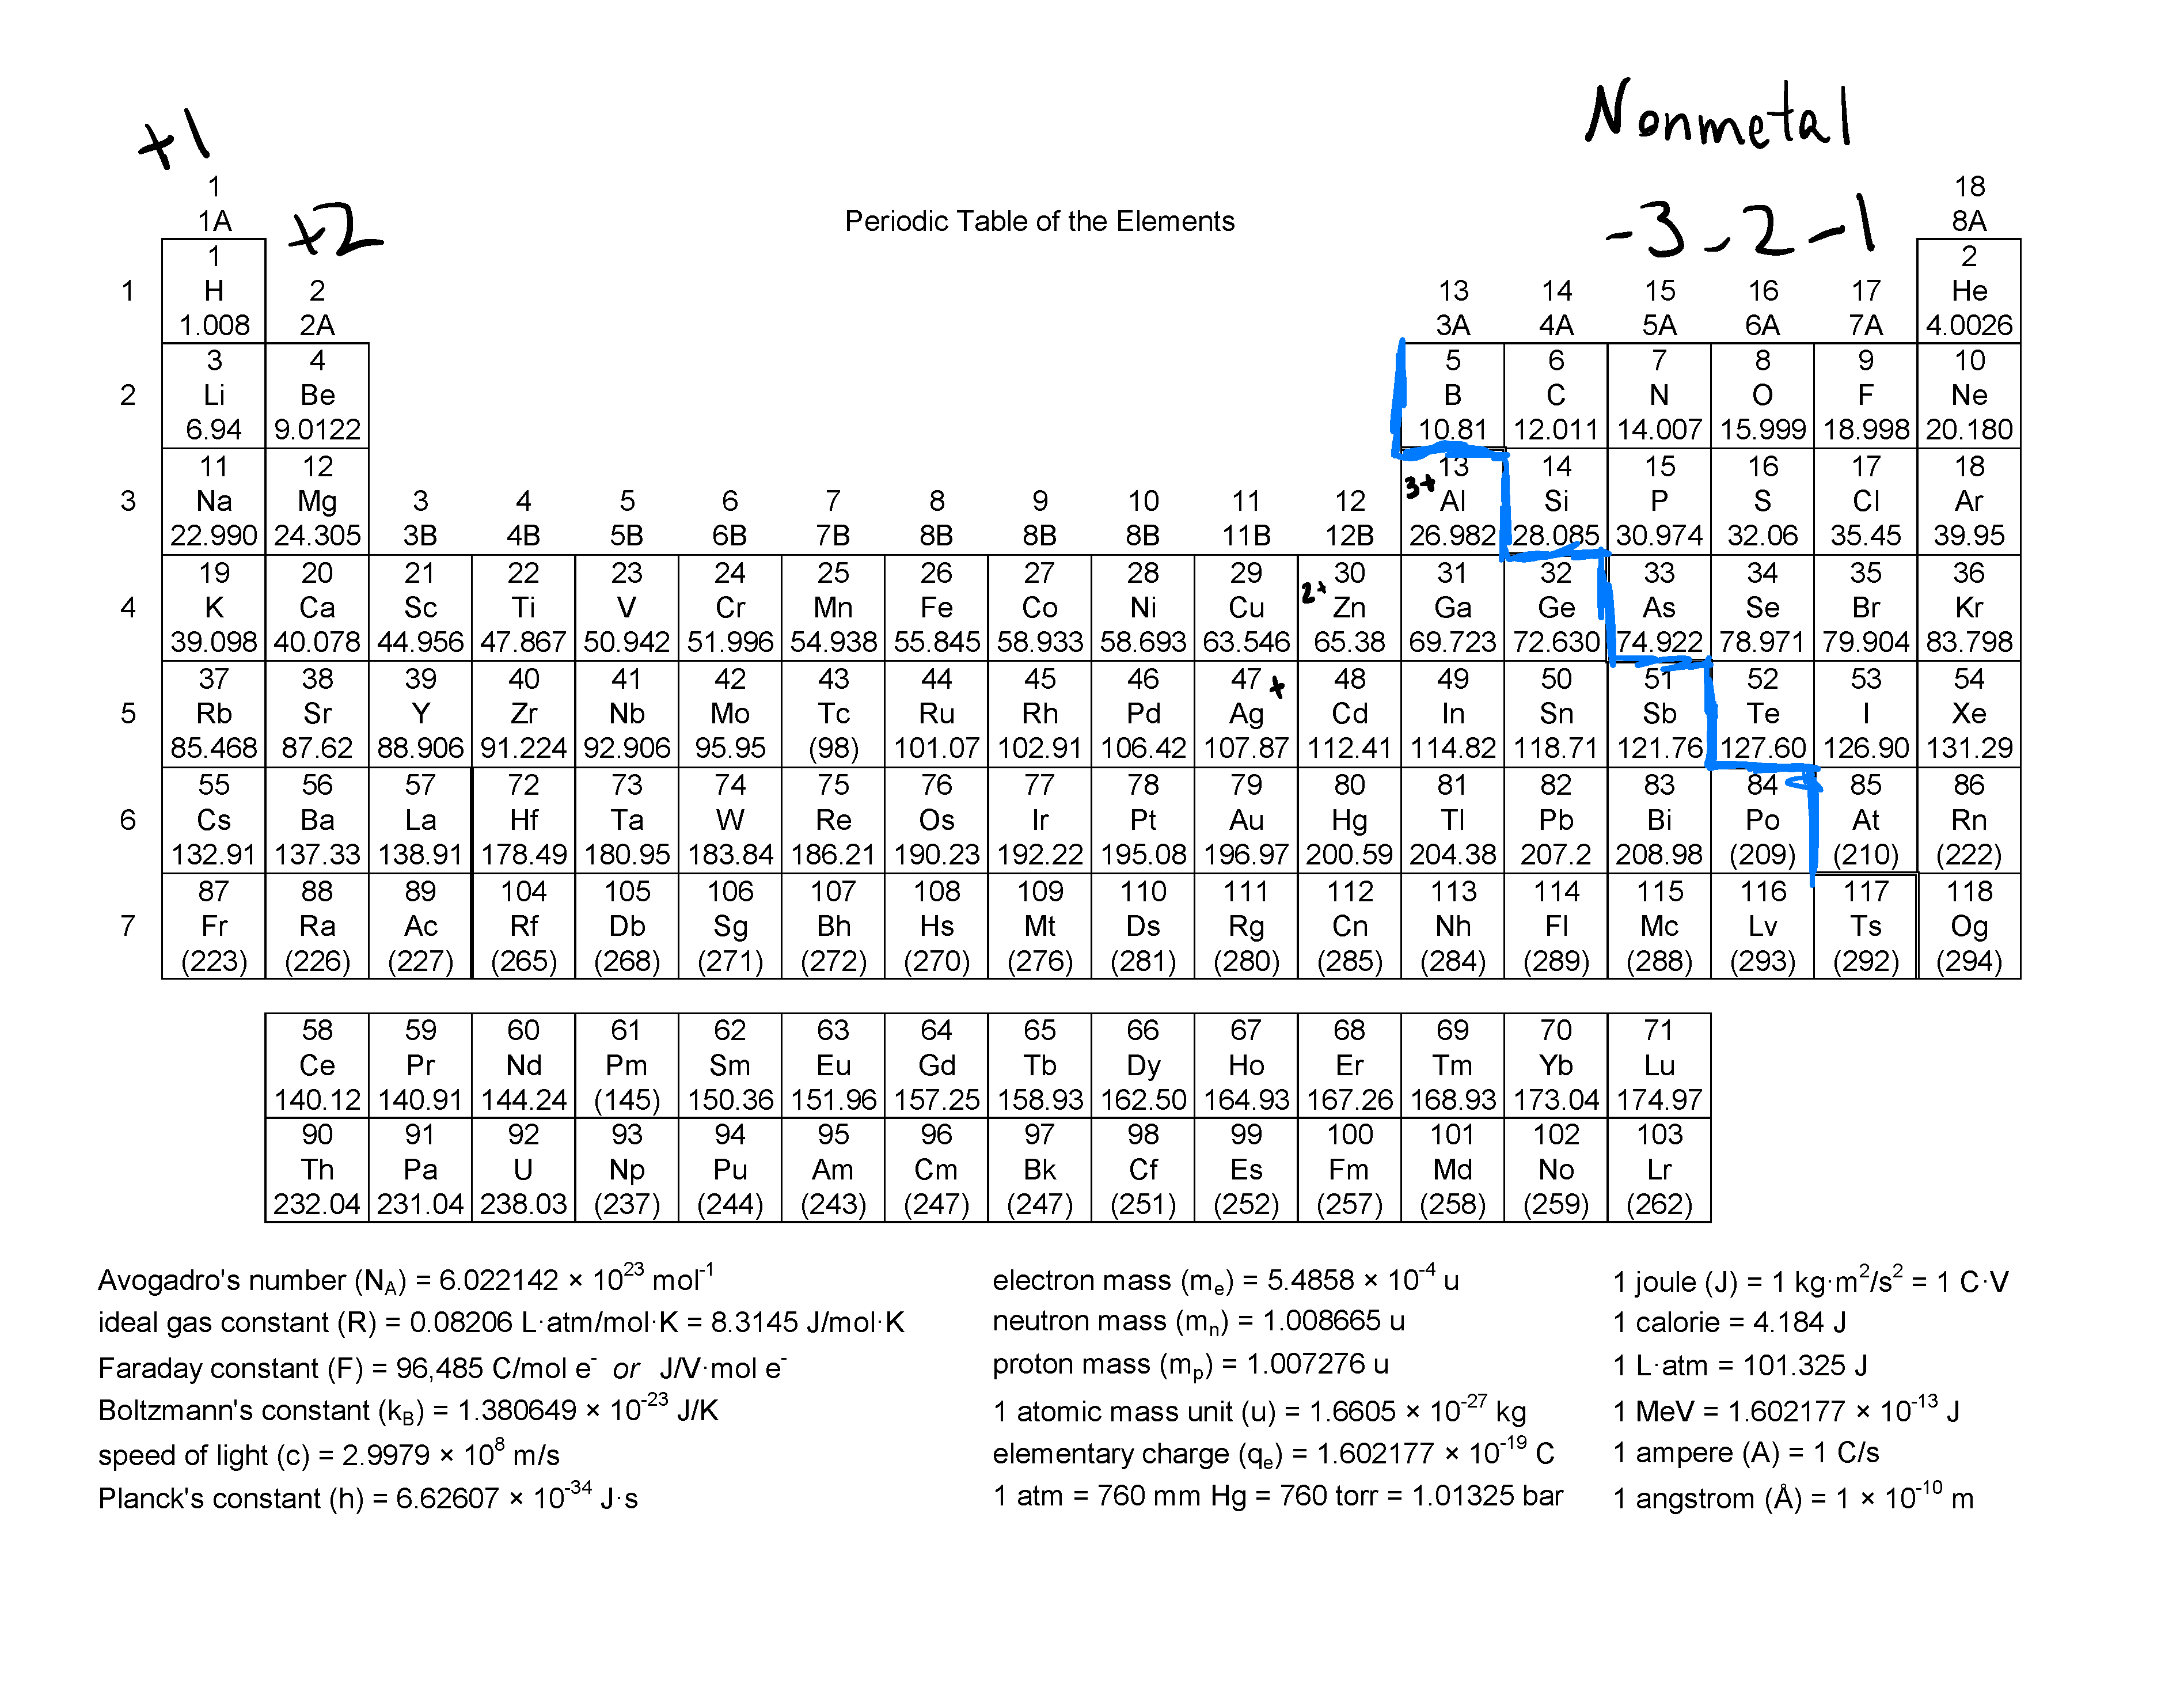 Nonmetal
+1
1 18
1A +2 Periodic Table of the Elements -3 -2 -1 8A
1 2
1 H 2 13 14 15 16 17 He
1.008 2A 3A 4A 5A 6A 7A 4.0026
3 4 5 6 7 8 9 10
2 Li Be B C N O F Ne
6.94 9.0122 10.81 12.011 14.007 15.999 18.998 20.180
11 12 13 14 15 16 17 18
3 Na Mg 3 4 5 6 7 8 9 10 11 12 3+ Al Si P S Cl Ar
22.990 24.305 3B 4B 5B 6B 7B 8B 8B 8B 11B 12B 26.982 28.085 30.974 32.06 35.45 39.95
19 20 21 22 23 24 25 26 27 28 29 30 31 32 33 34 35 36
4 K Ca Sc Ti V Cr Mn Fe Co Ni Cu 2+ Zn Ga Ge As Se Br Kr
39.098 40.078 44.956 47.867 50.942 51.996 54.938 55.845 58.933 58.693 63.546 65.38 69.723 72.630 74.922 78.971 79.904 83.798
37 38 39 40 41 42 43 44 45 46 47 + 48 49 50 51 52 53 54
5 Rb Sr Y Zr Nb Mo Tc Ru Rh Pd Ag Cd In Sn Sb Te I Xe
85.468 87.62 88.906 91.224 92.906 95.95 (98) 101.07 102.91 106.42 107.87 112.41 114.82 118.71 121.76 127.60 126.90 131.29
55 56 57 72 73 74 75 76 77 78 79 80 81 82 83 84 85 86
6 Cs Ba La Hf Ta W Re Os Ir Pt Au Hg Tl Pb Bi Po At Rn
132.91 137.33 138.91 178.49 180.95 183.84 186.21 190.23 192.22 195.08 196.97 200.59 204.38 207.2 208.98 (209) (210) (222)
87 88 89 104 105 106 107 108 109 110 111 112 113 114 115 116 117 118
7 Fr Ra Ac Rf Db Sg Bh Hs Mt Ds Rg Cn Nh Fl Mc Lv Ts Og
(223) (226) (227) (265) (268) (271) (272) (270) (276) (281) (280) (285) (284) (289) (288) (293) (292) (294)
58 59 60 61 62 63 64 65 66 67 68 69 70 71
Ce Pr Nd Pm Sm Eu Gd Tb Dy Ho Er Tm Yb Lu
140.12 140.91 144.24 (145) 150.36 151.96 157.25 158.93 162.50 164.93 167.26 168.93 173.04 174.97
90 91 92 93 94 95 96 97 98 99 100 101 102 103
Th Pa U Np Pu Am Cm Bk Cf Es Fm Md No Lr
232.04 231.04 238.03 (237) (244) (243) (247) (247) (251) (252) (257) (258) (259) (262)
Avogadro's number (N_A) = 6.022142 × 10^23 mol^-1
ideal gas constant (R) = 0.08206 L·atm/mol·K = 8.3145 J/mol·K
Faraday constant (F) = 96,485 C/mol e^- or J/V·mol e^-
Boltzmann's constant (k_B) = 1.380649 × 10^-23 J/K
speed of light (c) = 2.9979 × 10^8 m/s
Planck's constant (h) = 6.62607 × 10^-34 J·s
electron mass (m_e) = 5.4858 × 10^-4 u
neutron mass (m_n) = 1.008665 u
proton mass (m_p) = 1.007276 u
1 atomic mass unit (u) = 1.6605 × 10^-27 kg
elementary charge (q_e) = 1.602177 × 10^-19 C
1 atm = 760 mm Hg = 760 torr = 1.01325 bar
1 joule (J) = 1 kg·m^2/s^2 = 1 C·V
1 calorie = 4.184 J
1 L·atm = 101.325 J
1 MeV = 1.602177 × 10^-13 J
1 ampere (A) = 1 C/s
1 angstrom (Å) = 1 × 10^-10 m